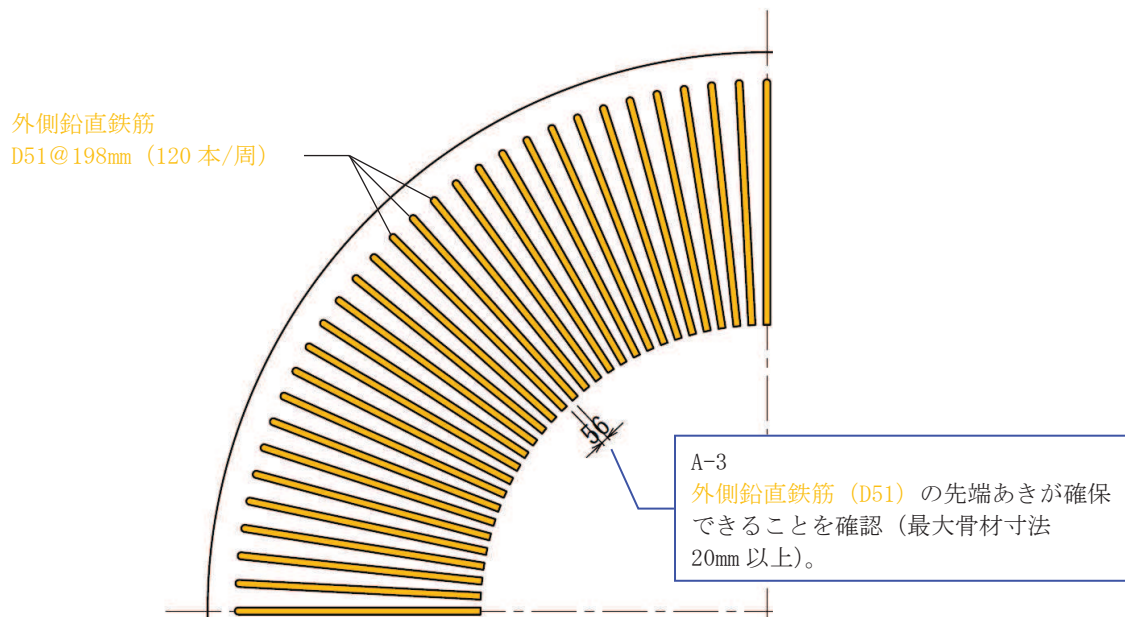 外側鉛直鉄筋
D51@198mm（120 本/周）
56
A-3
外側鉛直鉄筋（D51）の先端あきが確保
できることを確認（最大骨材寸法
20mm 以上）。